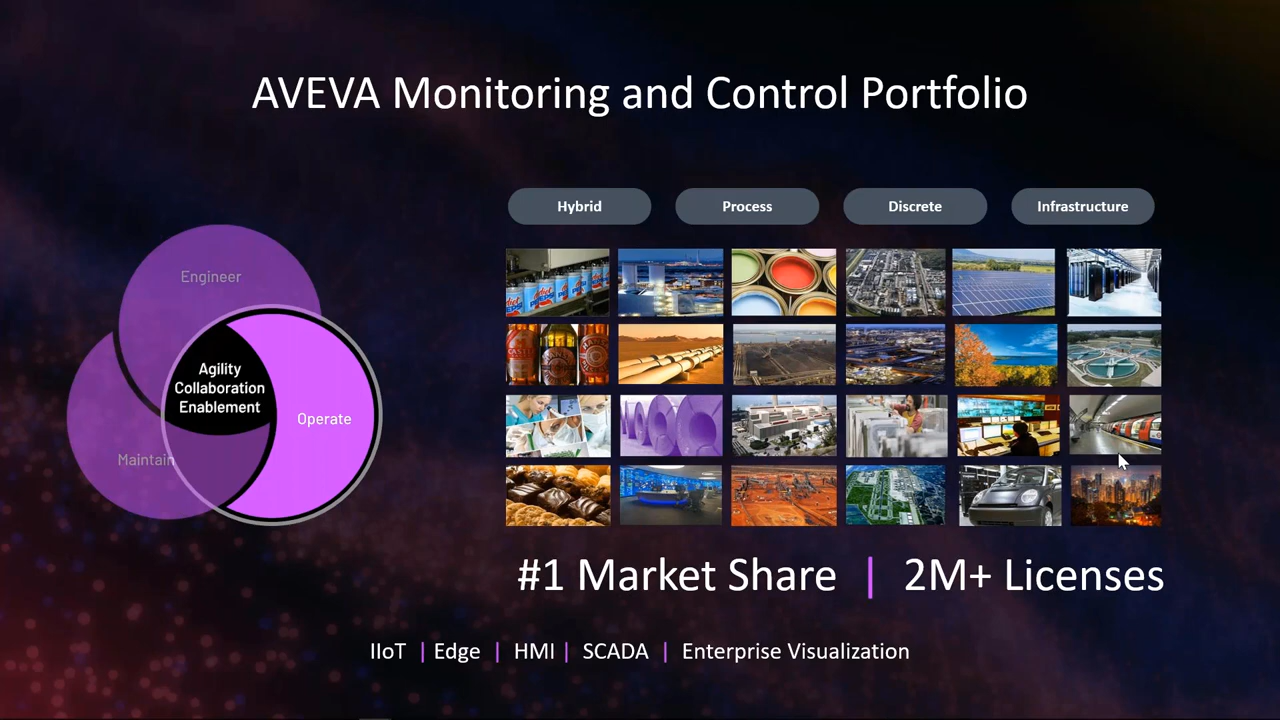 AVEVA Monitoring and Control Portfolio
Hybrid
Process
Discrete
Infrastructure
Engineer
Agility
Collaboration
Enablement
Operate
Maintain
#1 Market Share | 2M+ Licenses
IIoT | Edge | HMI | SCADA | Enterprise Visualization